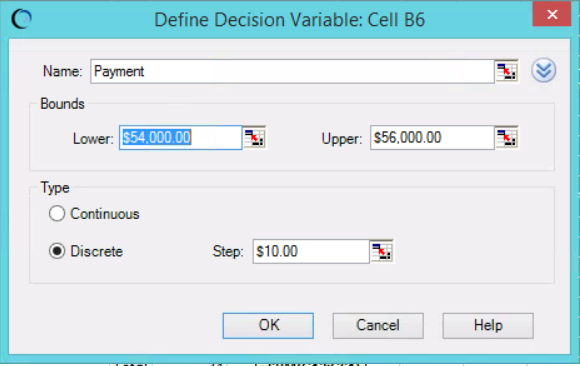 Define Decision Variable: Cell B6
Name: Payment
Bounds
Lower: $54,000.00 Upper: $56,000.00
Type
Continuous
Discrete Step: $10.00
OK Cancel Help